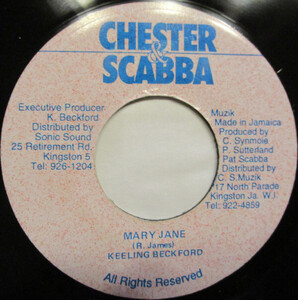 CHESTER
&
SCABBA
Executive Producer
K. Beckford
Distributed by
Sonic Sound
25 Retirement Rd.
Kingston 5
Tel: 926-1204
Muzik
Made in Jamaica
Produced by
C. Synmoie
P. Sutherland
Pat Scabba
Distributed by
C. S. Muzik
17 North Parade
Kingston Ja. W.I.
Tel: 922-4859
MARY JANE
(R. James)
KEELING BECKFORD
All Rights Reserved